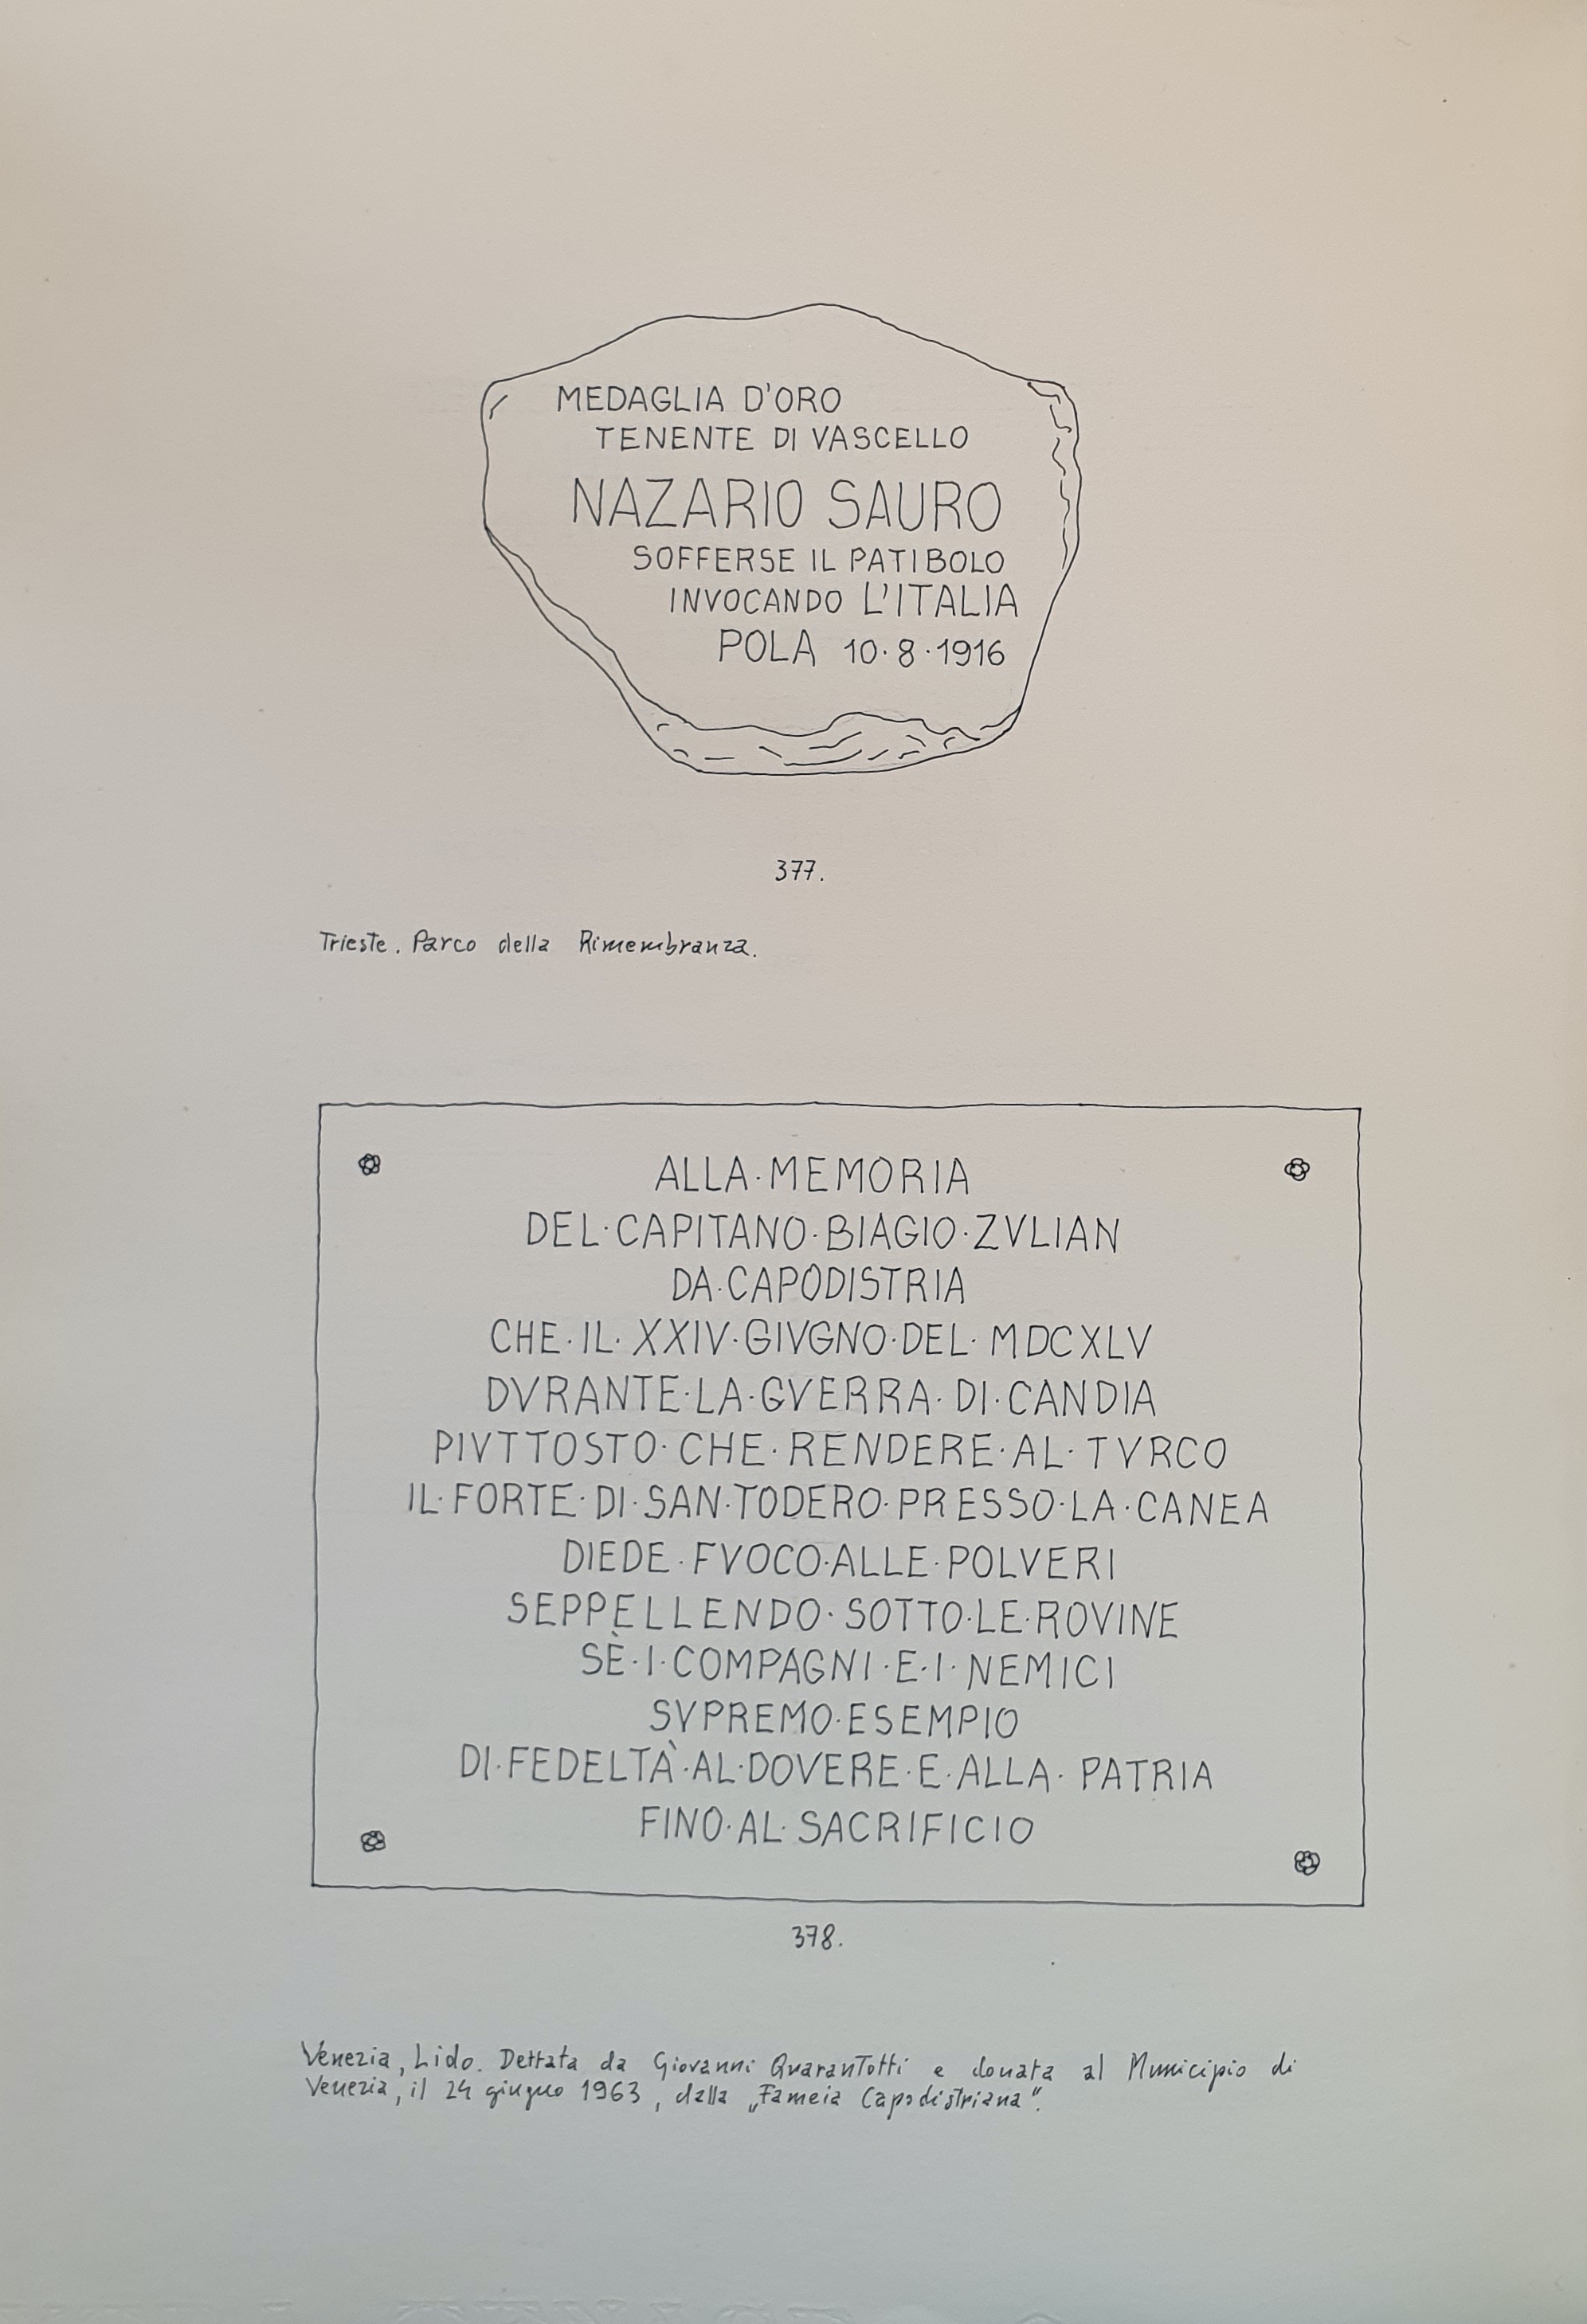 MEDAGLIA D'ORO
TENENTE DI VASCELLO
NAZARIO SAURO
SOFFERSE IL PATIBOLO
INVOCANDO L'ITALIA
POLA 10·8·1916
377.
Trieste. Parco della Rimembranza.
ALLA·MEMORIA
DEL·CAPITANO·BIAGIO·ZVLIAN
DA·CAPODISTRIA
CHE·IL·XXIV·GIVGNO·DEL·MDCXLV
DVRANTE·LA·GVERRA·DI·CANDIA
PIVTTOSTO·CHE·RENDERE·AL·TVRCO
IL·FORTE·DI·SAN·TODERO·PRESSO·LA·CANEA
DIEDE·FVOCO·ALLE·POLVERI
SEPPELLENDO·SOTTO·LE·ROVINE
SÈ·I·COMPAGNI·E·I·NEMICI
SVPREMO·ESEMPIO
DI·FEDELTÀ·AL·DOVERE·E·ALLA·PATRIA
FINO·AL·SACRIFICIO
378.
Venezia, Lido. Dettata da Giovanni Quarantotti e donata al Municipio di
Venezia, il 24 giugno 1963, dalla „Fameia Capodistriana".